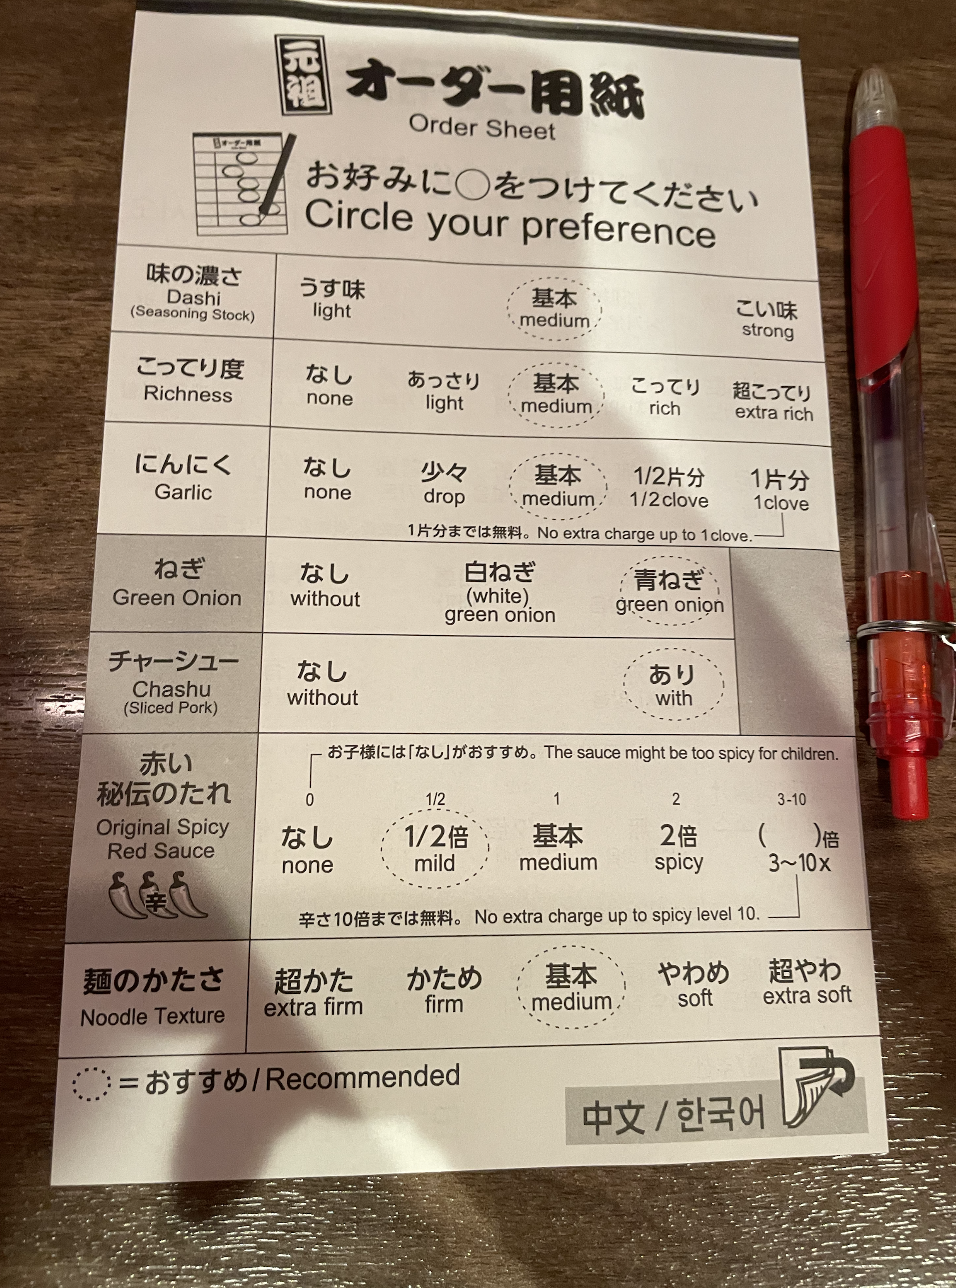 元祖 オーダー用紙
Order Sheet
お好みに○をつけてください
Circle your preference
味の濃さ
Dashi
(Seasoning Stock)
うす味
light
基本
medium
こい味
strong
こってり度
Richness
なし
none
あっさり
light
基本
medium
こってり
rich
超こってり
extra rich
にんにく
Garlic
なし
none
少々
drop
基本
medium
1/2片分
1/2clove
1片分
1clove
1片分までは無料。No extra charge up to 1clove.
ねぎ
Green Onion
なし
without
白ねぎ
(white)
green onion
青ねぎ
green onion
チャーシュー
Chashu
(Sliced Pork)
なし
without
あり
with
赤い
秘伝のたれ
Original Spicy
Red Sauce
辛
お子様には「なし」がおすすめ。The sauce might be too spicy for children.
0
なし
none
1/2
1/2倍
mild
1
基本
medium
2
2倍
spicy
3-10
( )倍
3〜10x
辛さ10倍までは無料。No extra charge up to spicy level 10.
麺のかたさ
Noodle Texture
超かた
extra firm
かため
firm
基本
medium
やわめ
soft
超やわ
extra soft
=おすすめ/Recommended
中文/한국어